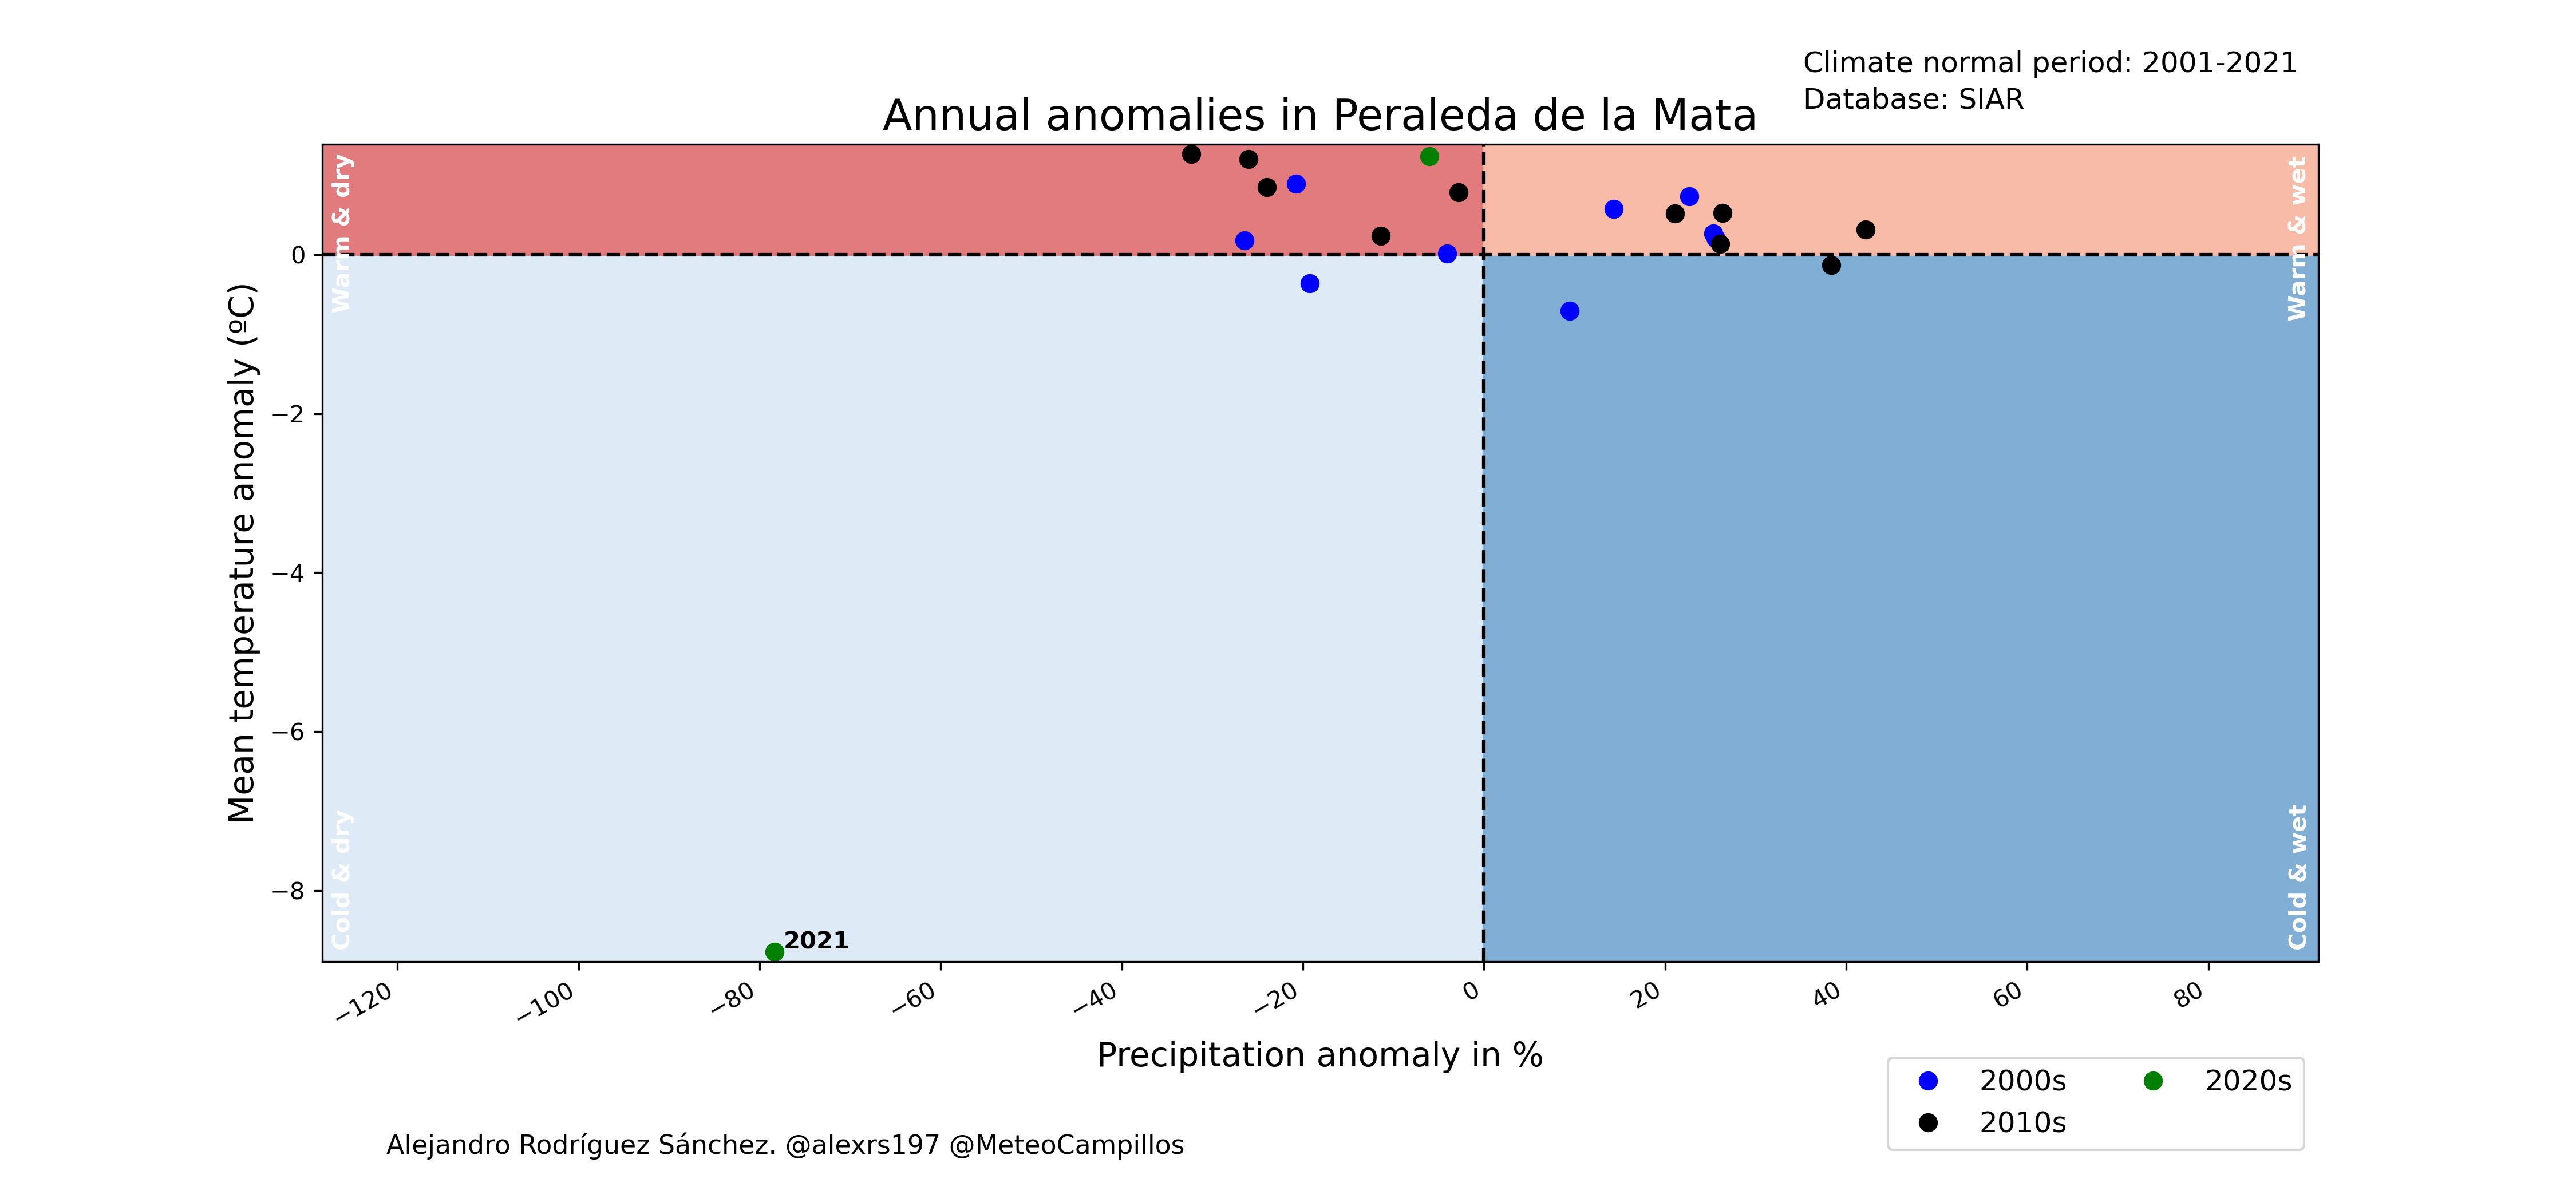 Climate normal period: 2001-2021
Database: SIAR
Annual anomalies in Peraleda de la Mata
Warm & dry
Warm & wet
Cold & dry
Cold & wet
Mean temperature anomaly (ºC)
0
−2
−4
−6
−8
2021
−120
−100
−80
−60
−40
−20
0
20
40
60
80
Precipitation anomaly in %
2000s
2020s
2010s
Alejandro Rodríguez Sánchez. @alexrs197 @MeteoCampillos